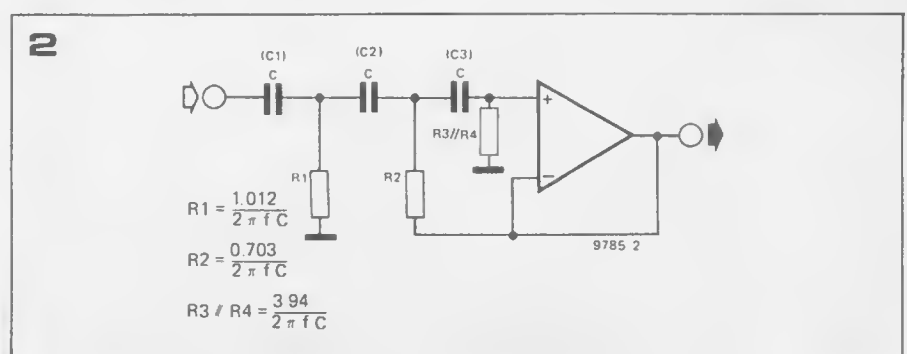 2
(C1) (C2) (C3)
C C C
+
R3//R4
R1 R2
−
R1 = 1.012 / 2 π f C
9785 2
R2 = 0.703 / 2 π f C
R3 // R4 = 3 94 / 2 π f C